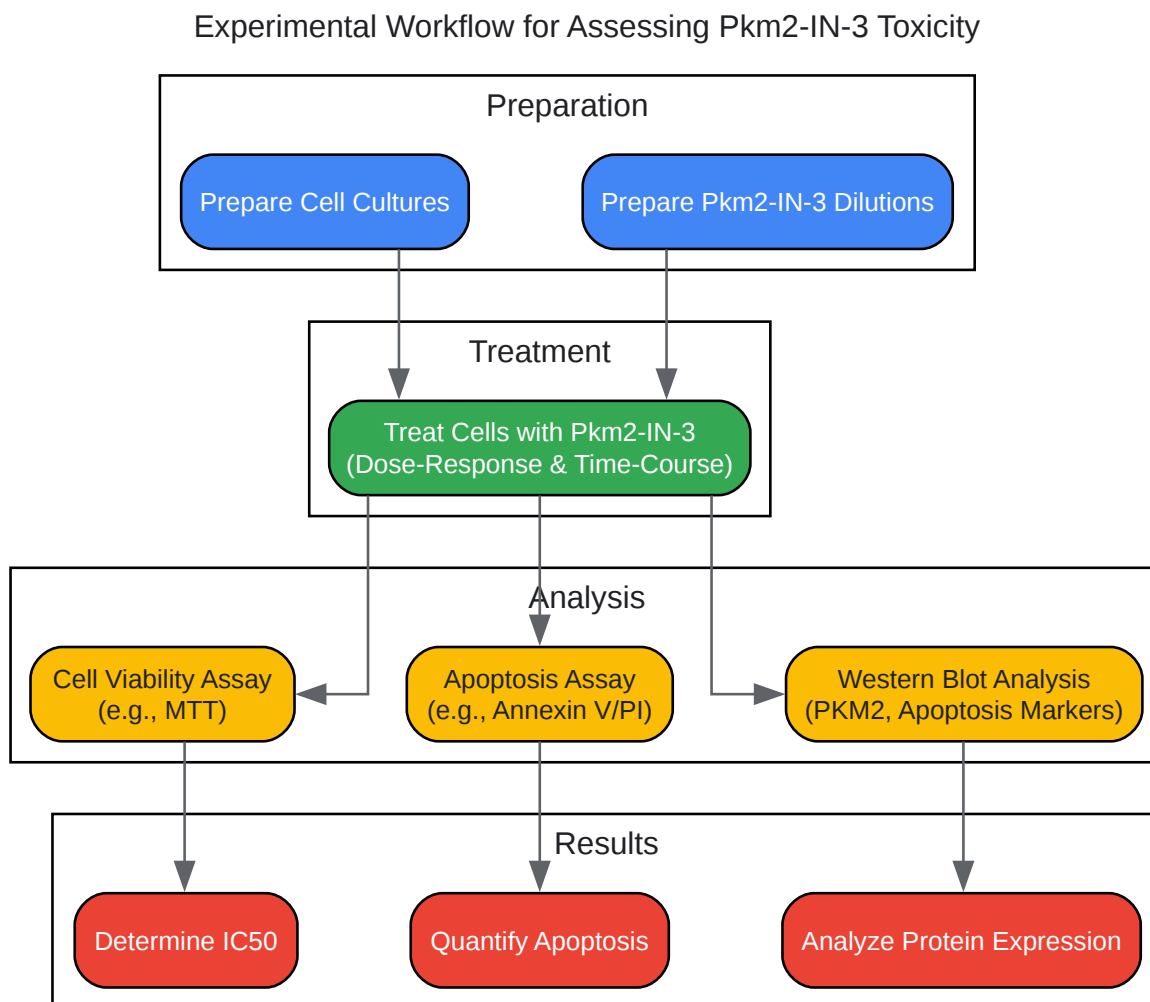 Experimental Workflow for Assessing Pkm2-IN-3 Toxicity
Preparation
Prepare Cell Cultures
Prepare Pkm2-IN-3 Dilutions
Treatment
Treat Cells with Pkm2-IN-3
(Dose-Response & Time-Course)
Analysis
Cell Viability Assay
(e.g., MTT)
Apoptosis Assay
(e.g., Annexin V/PI)
Western Blot Analysis
(PKM2, Apoptosis Markers)
Results
Determine IC50
Quantify Apoptosis
Analyze Protein Expression